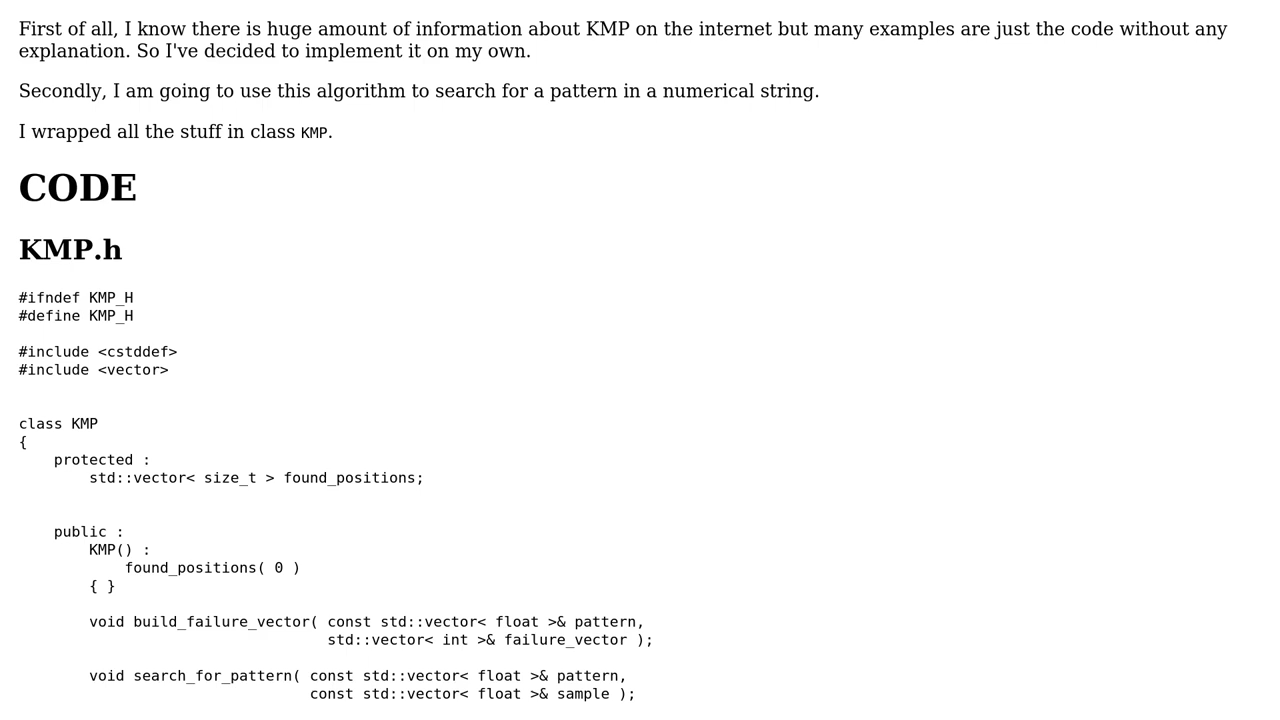 First of all, I know there is huge amount of information about KMP on the internet but many examples are just the code without any
explanation. So I've decided to implement it on my own.
Secondly, I am going to use this algorithm to search for a pattern in a numerical string.
I wrapped all the stuff in class KMP.
CODE
KMP.h
#ifndef KMP_H
#define KMP_H
#include <cstddef>
#include <vector>
class KMP
{
    protected :
        std::vector< size_t > found_positions;
    public :
        KMP() :
            found_positions( 0 )
        { }
        void build_failure_vector( const std::vector< float >& pattern,
                                   std::vector< int >& failure_vector );
        void search_for_pattern( const std::vector< float >& pattern,
                                 const std::vector< float >& sample );